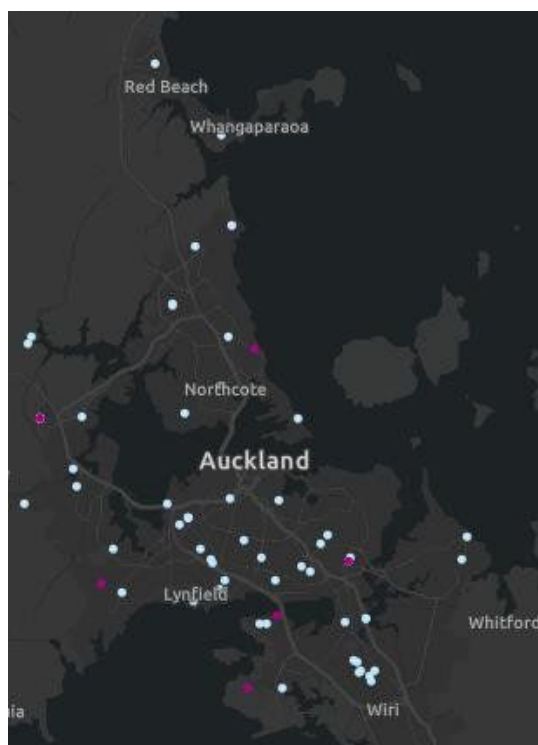 Red Beach
Whangaparaoa
Northcote
Auckland
Lynfield
Whitford
Wiri